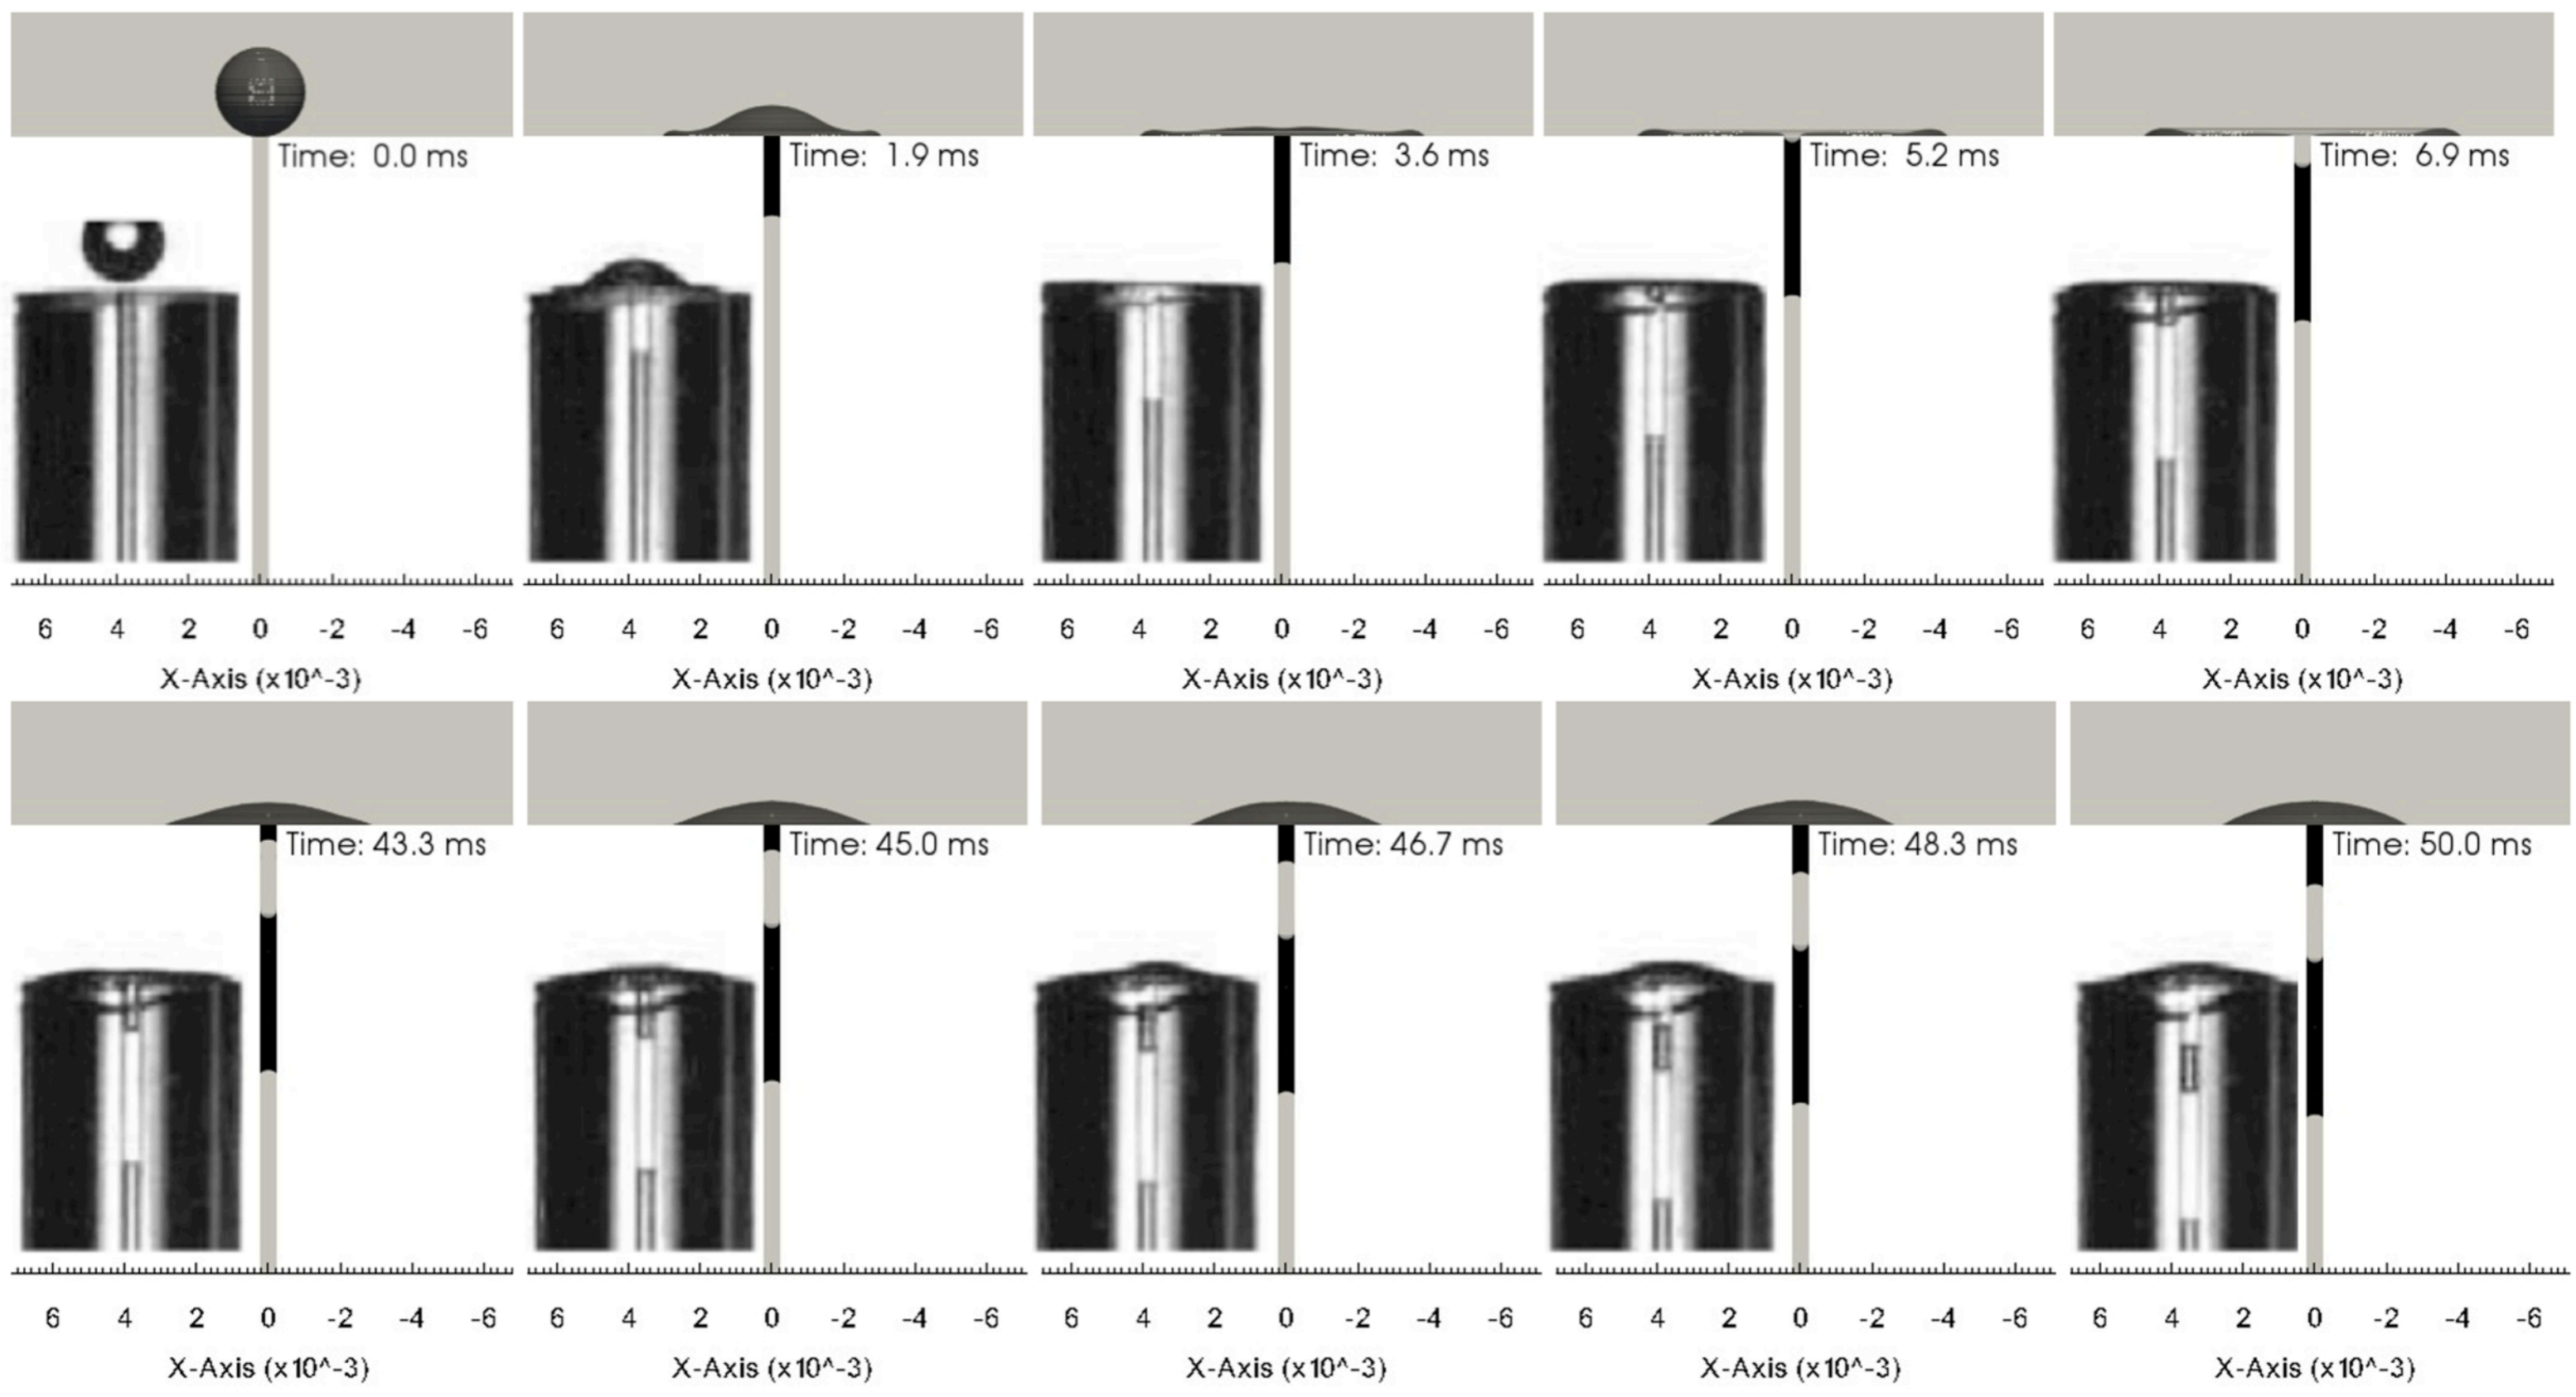 Time: 0.0 ms
Time: 1.9 ms
Time: 3.6 ms
Time: 5.2 ms
Time: 6.9 ms
6 4 2 0 -2 -4 -6
6 4 2 0 -2 -4 -6
6 4 2 0 -2 -4 -6
6 4 2 0 -2 -4 -6
6 4 2 0 -2 -4 -6
X-Axis (x10^-3)
X-Axis (x10^-3)
X-Axis (x10^-3)
X-Axis (x10^-3)
X-Axis (x10^-3)
Time: 43.3 ms
Time: 45.0 ms
Time: 46.7 ms
Time: 48.3 ms
Time: 50.0 ms
6 4 2 0 -2 -4 -6
6 4 2 0 -2 -4 -6
6 4 2 0 -2 -4 -6
6 4 2 0 -2 -4 -6
6 4 2 0 -2 -4 -6
X-Axis (x10^-3)
X-Axis (x10^-3)
X-Axis (x10^-3)
X-Axis (x10^-3)
X-Axis (x10^-3)